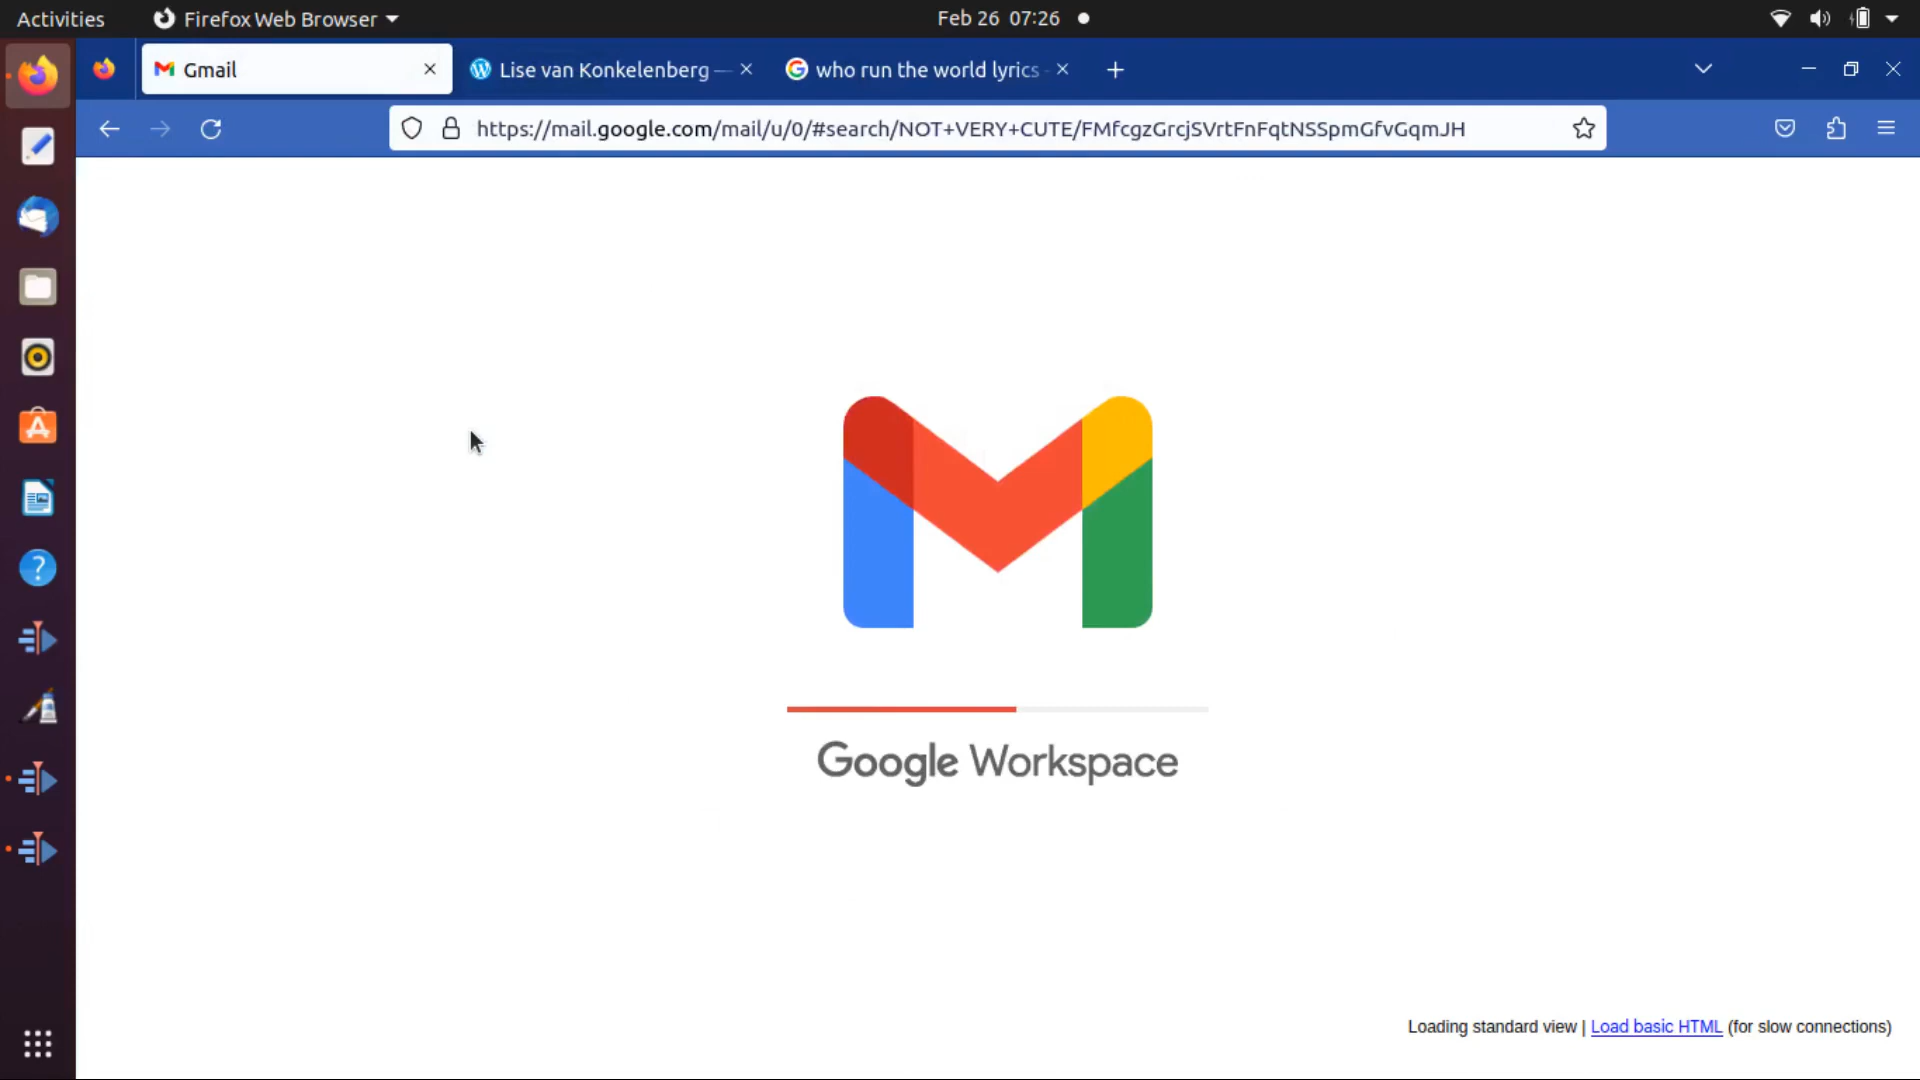 Activities
Firefox Web Browser
Feb 26 07:26
Gmail
Lise van Konkelenberg —
who run the world lyrics -
https://mail.google.com/mail/u/0/#search/NOT+VERY+CUTE/FMfcgzGrcjSVrtFnFqtNSSpmGfvGqmJH
Google Workspace
Loading standard view | Load basic HTML (for slow connections)